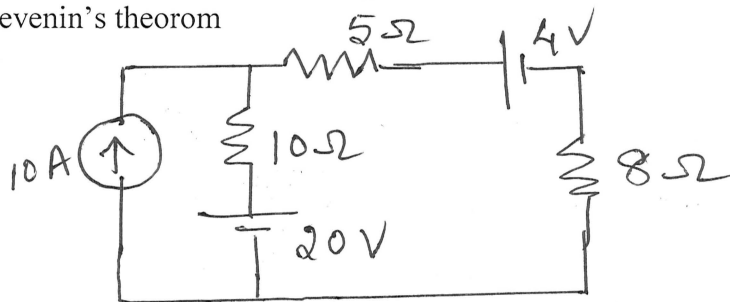 evenin's theorom
5Ω
4V
10A
10Ω
8Ω
20V